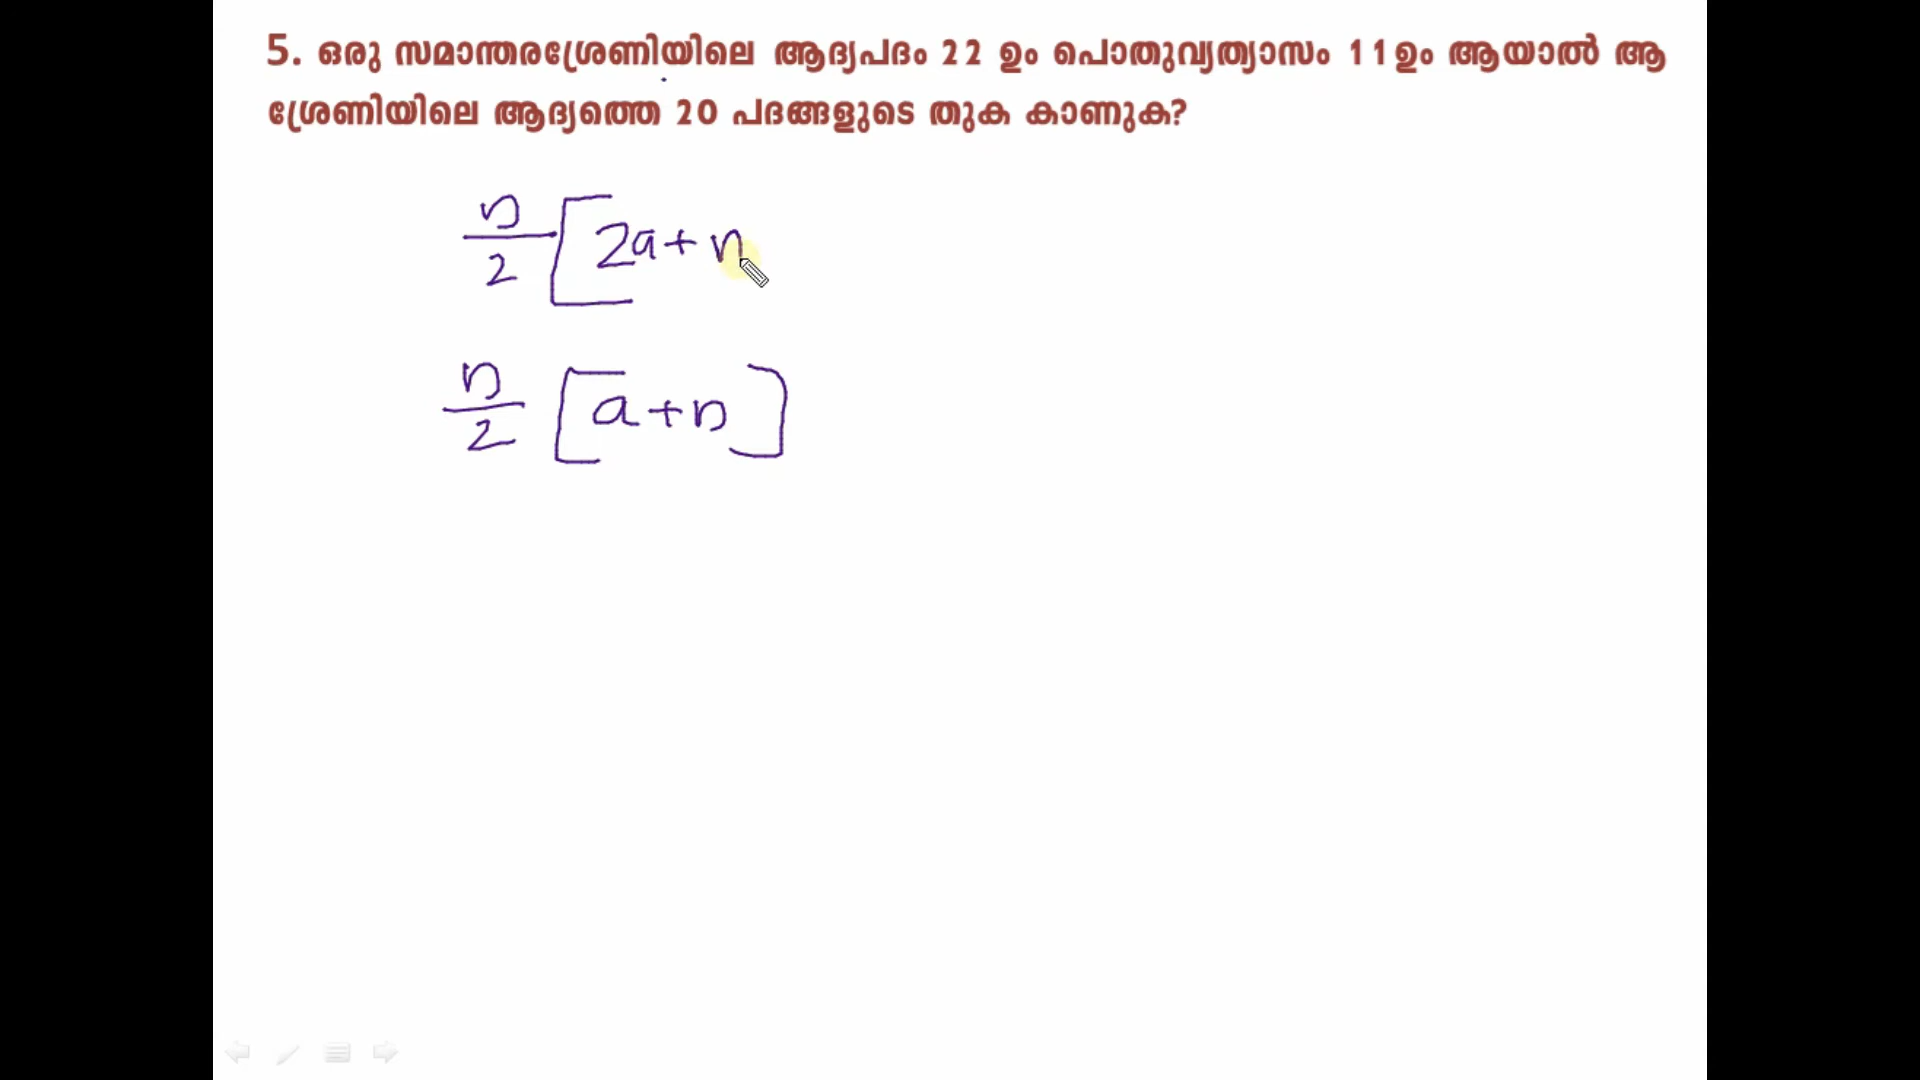 5. ഒരു സമാന്തരശ്രേണിയിലെ ആദ്യപദം 22 ഉം പൊതുവ്യത്യാസം 11ഉം ആയാൽ ആ
ശ്രേണിയിലെ ആദ്യത്തെ 20 പദങ്ങളുടെ തുക കാണുക?
n/2 [2a+n
n/2 [a+n]